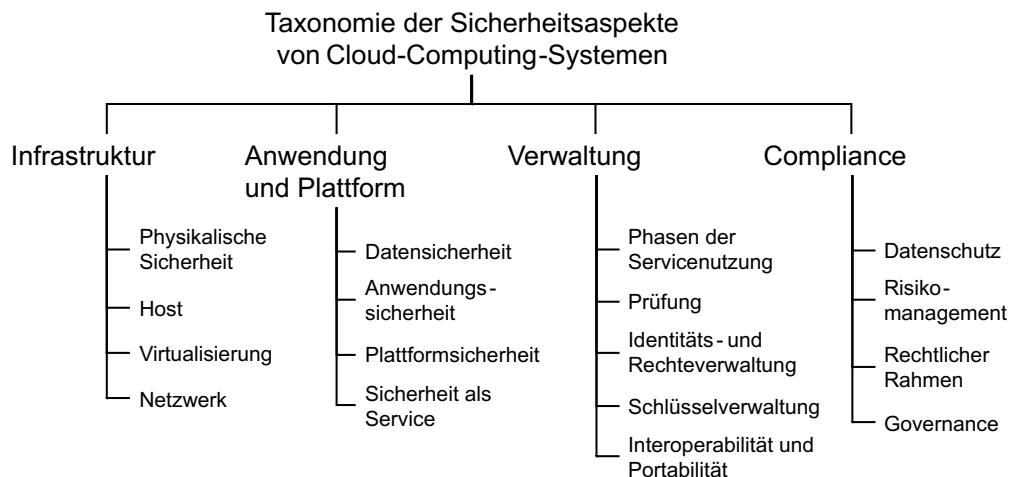 Taxonomie der Sicherheitsaspekte
von Cloud-Computing-Systemen
Infrastruktur
Physikalische
Sicherheit
Host
Virtualisierung
Netzwerk
Anwendung
und Plattform
Datensicherheit
Anwendungs-
sicherheit
Plattformsicherheit
Sicherheit als
Service
Verwaltung
Phasen der
Servicenutzung
Prüfung
Identitäts- und
Rechteverwaltung
Schlüsselverwaltung
Interoperabilität und
Portabilität
Compliance
Datenschutz
Risiko-
management
Rechtlicher
Rahmen
Governance